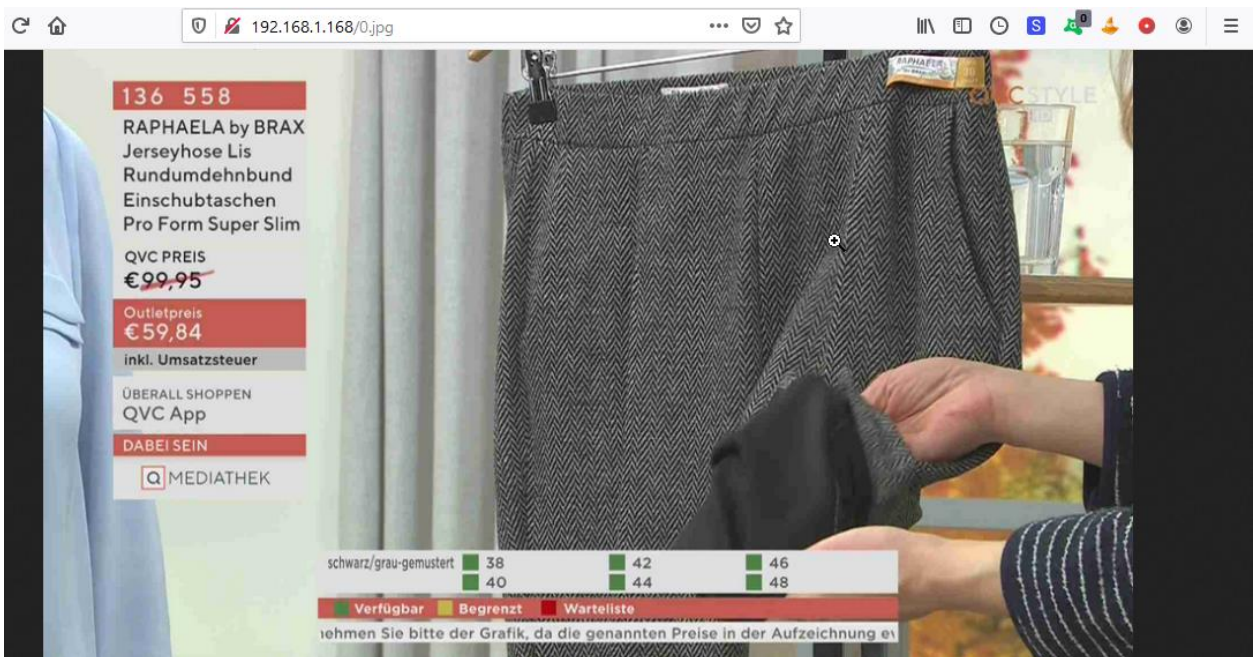 192.168.1.168/0.jpg
136 558
RAPHAELA by BRAX
Jerseyhose Lis
Rundumdehnbund
Einschubtaschen
Pro Form Super Slim
QVC PREIS
€99,95
Outletpreis
€59,84
inkl. Umsatzsteuer
ÜBERALL SHOPPEN
QVC App
DABEI SEIN
Q MEDIATHEK
RAPHAELA
QVC STYLE
schwarz/grau-gemustert 38 42 46
40 44 48
Verfügbar Begrenzt Warteliste
nehmen Sie bitte der Grafik, da die genannten Preise in der Aufzeichnung